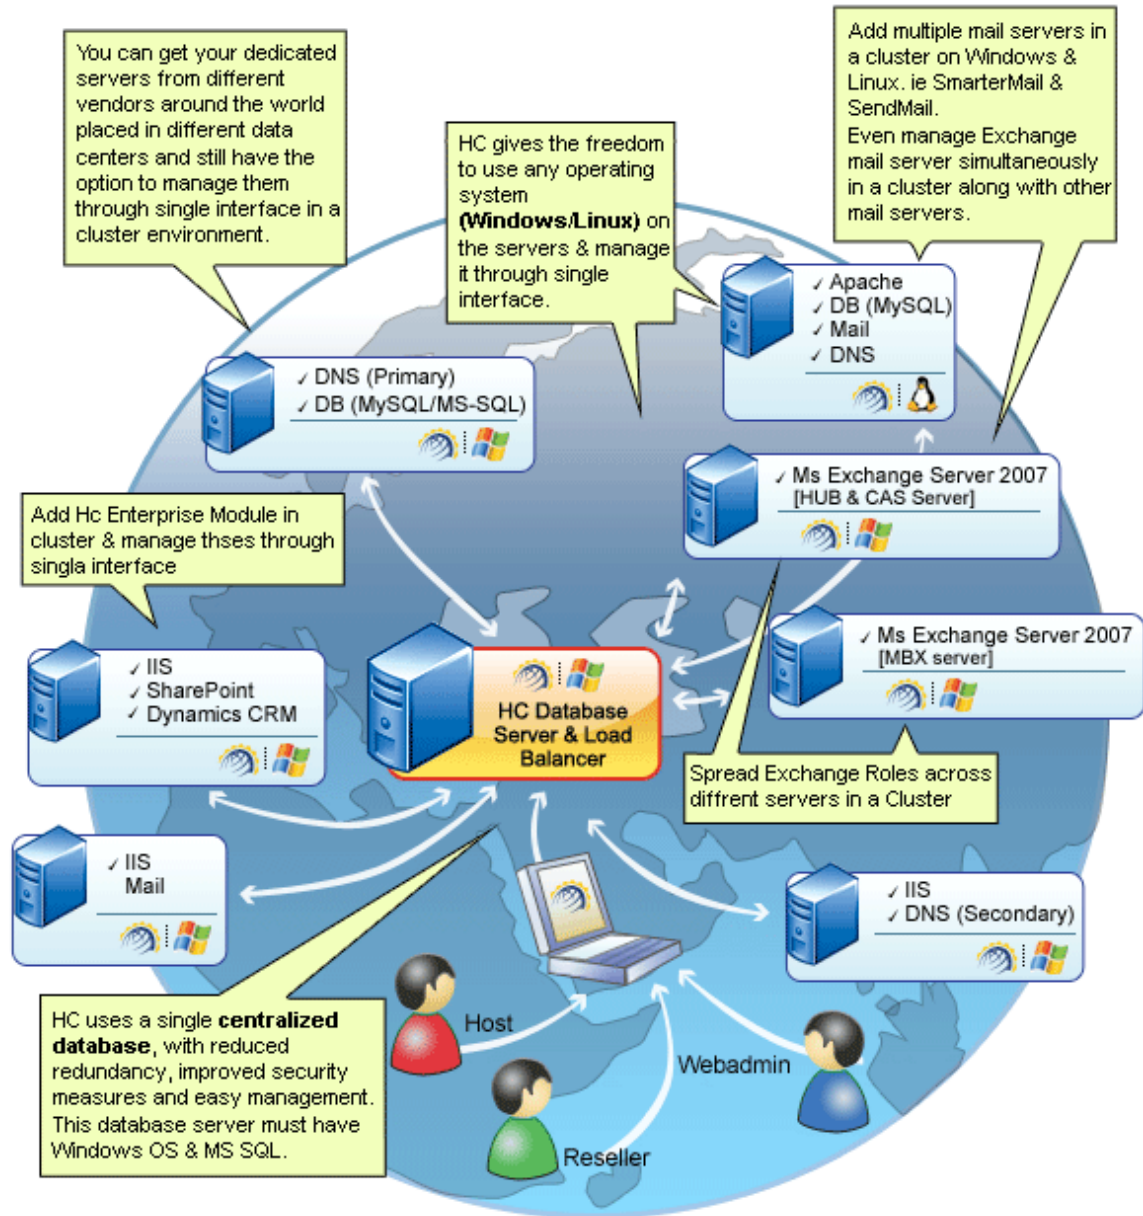 You can get your dedicated
servers from different
vendors around the world
placed in different data
centers and still have the
option to manage them
through single interface in a
cluster environment.
HC gives the freedom
to use any operating
system
(Windows/Linux) on
the servers & manage
it through single
interface.
Add multiple mail servers in
a cluster on Windows &
Linux. ie SmarterMail &
SendMail.
Even manage Exchange
mail server simultaneously
in a cluster along with other
mail servers.
✓ Apache
✓ DB (MySQL)
✓ Mail
✓ DNS
✓ DNS (Primary)
✓ DB (MySQL/MS-SQL)
✓ Ms Exchange Server 2007
[HUB & CAS Server]
Add Hc Enterprise Module in
cluster & manage thses through
singla interface
✓ Ms Exchange Server 2007
[MBX server]
✓ IIS
✓ SharePoint
✓ Dynamics CRM
HC Database
Server & Load
Balancer
Spread Exchange Roles across
diffrent servers in a Cluster
✓ IIS
Mail
✓ IIS
✓ DNS (Secondary)
HC uses a single centralized
database, with reduced
redundancy, improved security
measures and easy management.
This database server must have
Windows OS & MS SQL.
Host
Webadmin
Reseller